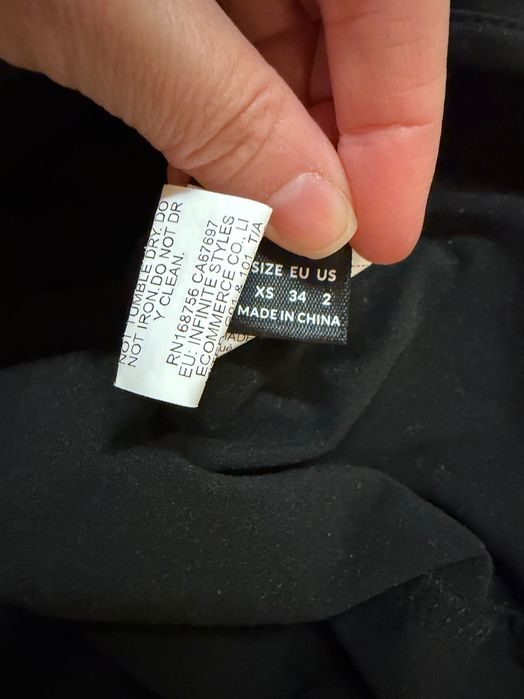 NOT TUMBLE DRY. DO
NOT IRON.DO NOT DR
Y CLEAN.
RN168756 CA67697
EU: INFINITE STYLES
ECOMMERCE CO., LI
SIZE EU US
XS 34 2
MADE IN CHINA